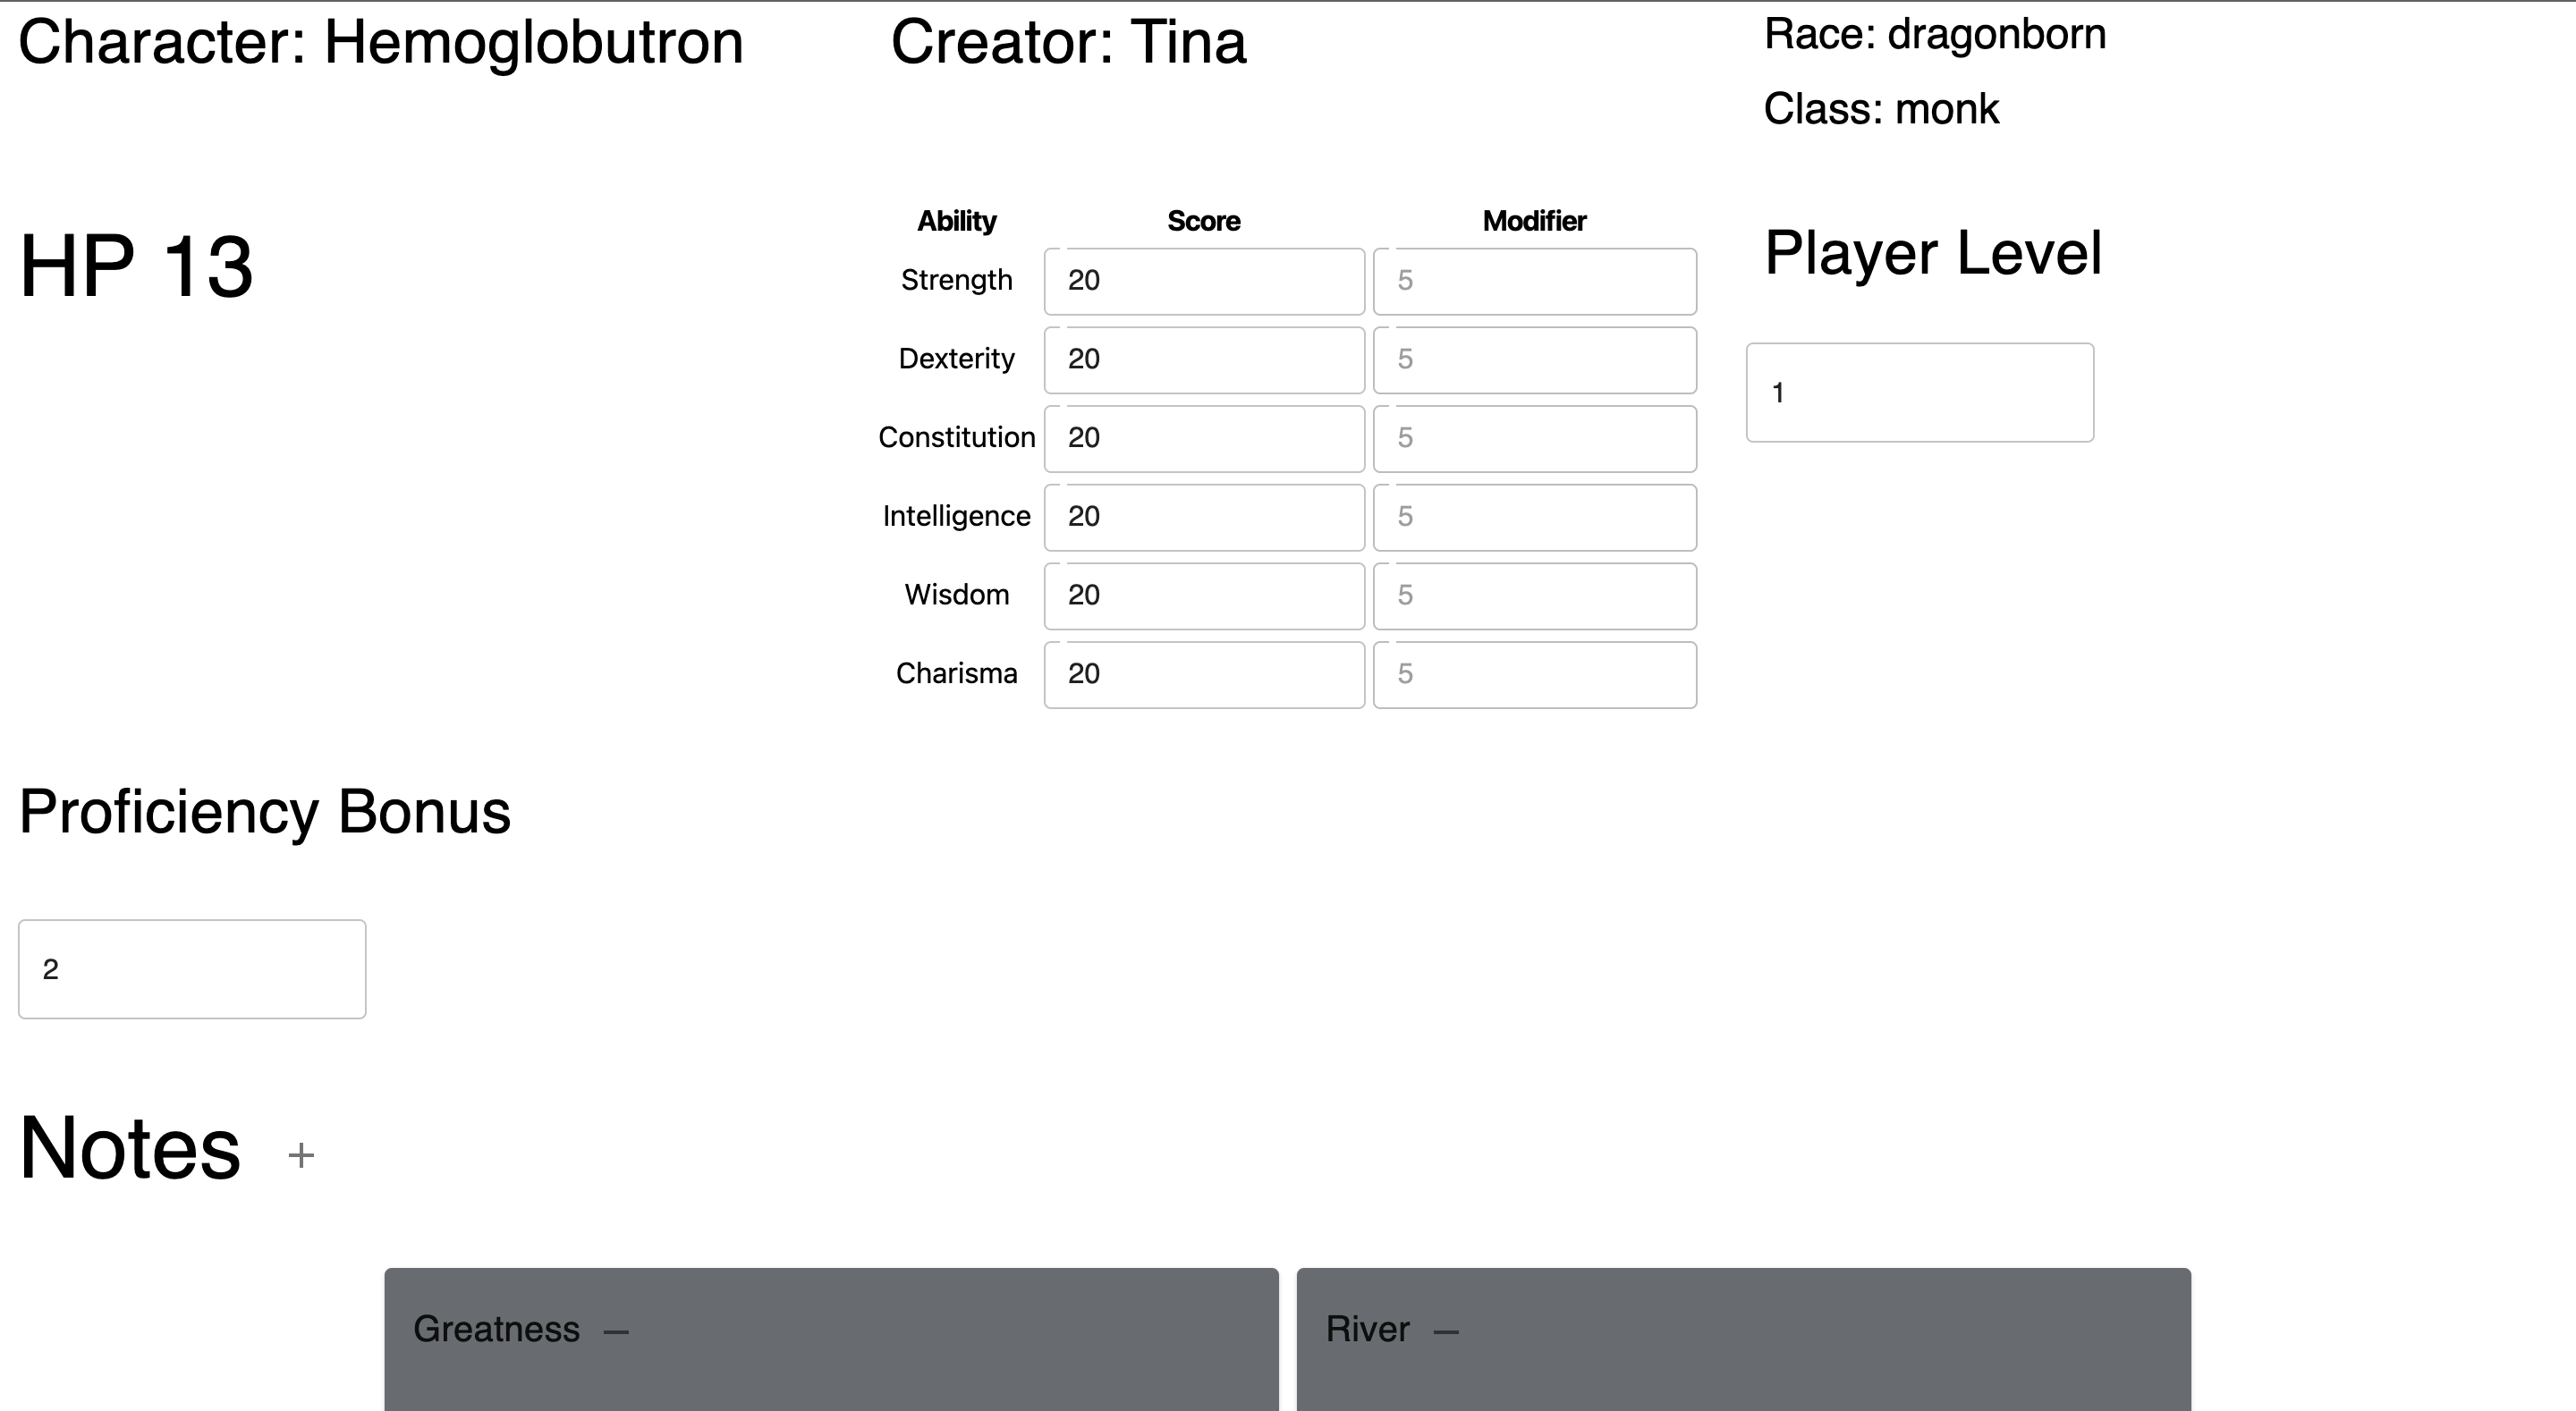 Character: Hemoglobutron
Creator: Tina
Race: dragonborn
Class: monk
HP 13
Ability Score Modifier
Strength 20 5
Dexterity 20 5
Constitution 20 5
Intelligence 20 5
Wisdom 20 5
Charisma 20 5
Player Level
1
Proficiency Bonus
2
Notes +
Greatness —
River —